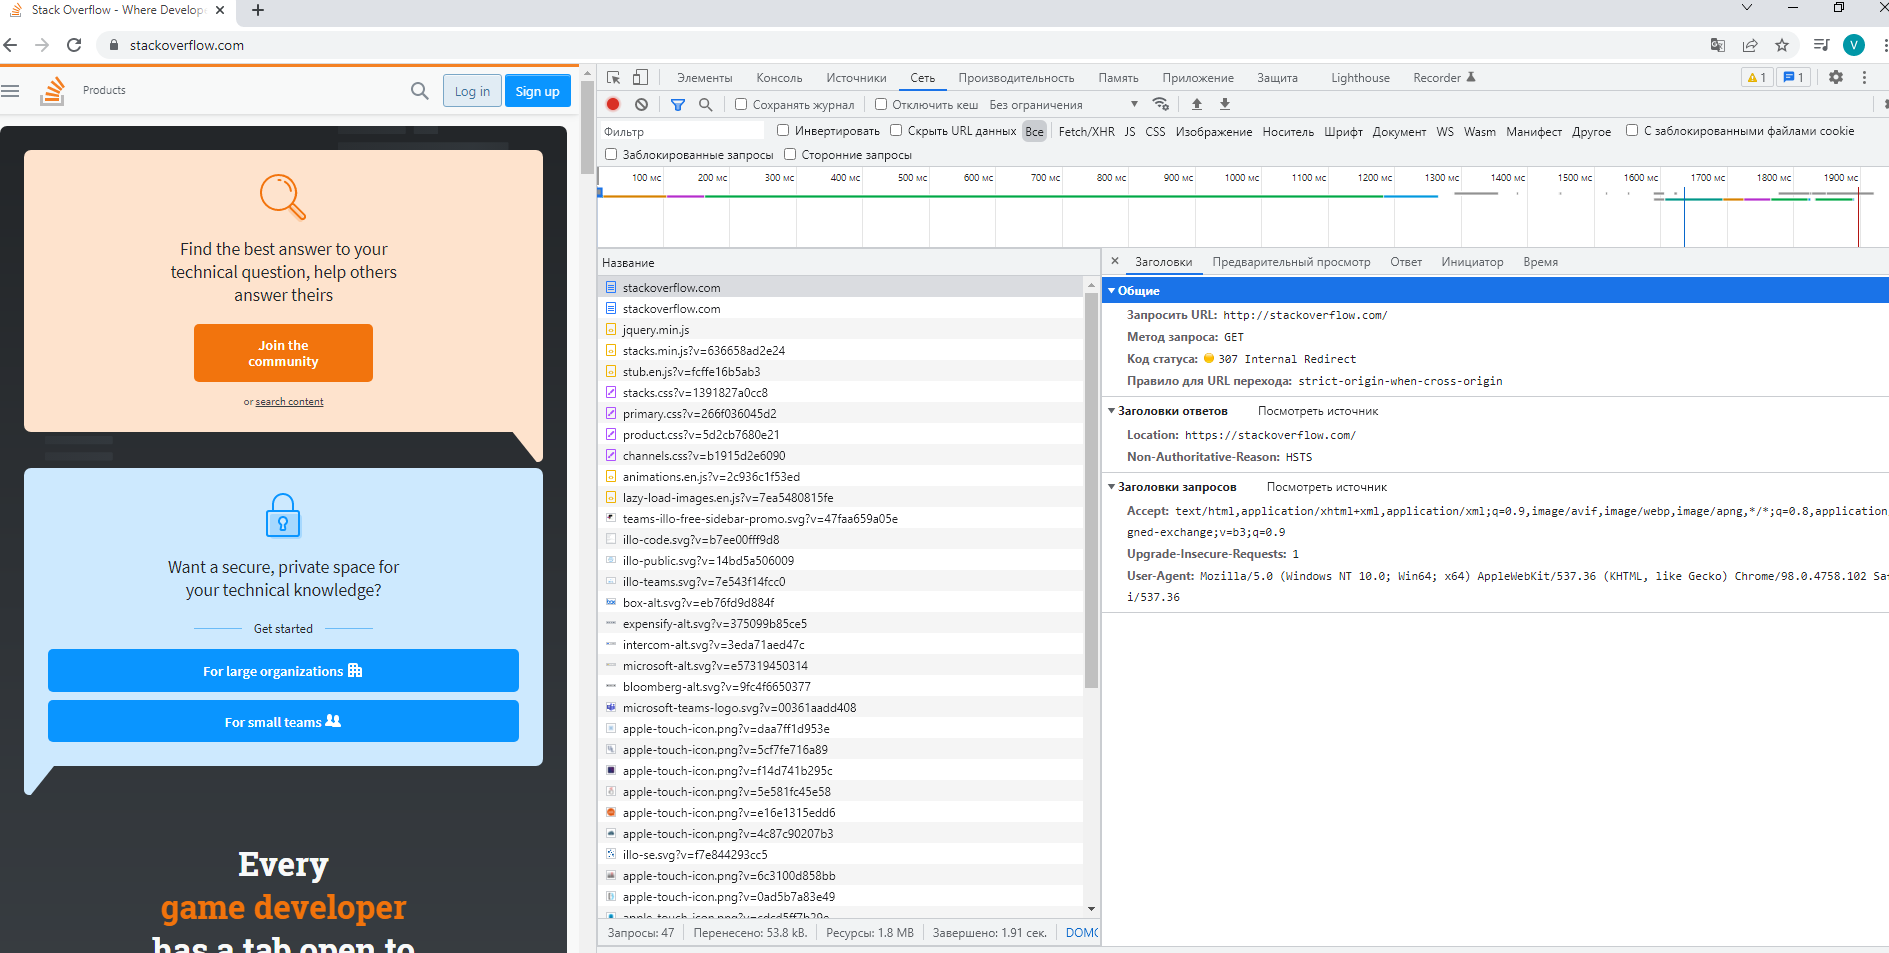 Stack Overflow - Where Develop
stackoverflow.com
V
Products
Log in
Sign up
Find the best answer to your
technical question, help others
answer theirs
Join the
community
or search content
Want a secure, private space for
your technical knowledge?
Get started
For large organizations
For small teams
Every
game developer
has a tab open to
Элементы Консоль Источники Сеть Производительность Память Приложение Защита Lighthouse Recorder 1 1
Сохранять журнал Отключить кеш Без ограничения
Фильтр Инвертировать Скрыть URL данных Все Fetch/XHR JS CSS Изображение Носитель Шрифт Документ WS Wasm Манифест Другое С заблокированными файлами cookie
Заблокированные запросы Сторонние запросы
100 мс 200 мс 300 мс 400 мс 500 мс 600 мс 700 мс 800 мс 900 мс 1000 мс 1100 мс 1200 мс 1300 мс 1400 мс 1500 мс 1600 мс 1700 мс 1800 мс 1900 мс
Название
stackoverflow.com
stackoverflow.com
jquery.min.js
stacks.min.js?v=636658ad2e24
stub.en.js?v=fcffe16b5ab3
stacks.css?v=1391827a0cc8
primary.css?v=266f036045d2
product.css?v=5d2cb7680e21
channels.css?v=b1915d2e6090
animations.en.js?v=2c936c1f53ed
lazy-load-images.en.js?v=7ea5480815fe
teams-illo-free-sidebar-promo.svg?v=47faa659a05e
illo-code.svg?v=b7ee00fff9d8
illo-public.svg?v=14bd5a506009
illo-teams.svg?v=7e543f14fcc0
box-alt.svg?v=eb76fd9d884f
expensify-alt.svg?v=375099b85ce5
intercom-alt.svg?v=3eda71aed47c
microsoft-alt.svg?v=e57319450314
bloomberg-alt.svg?v=9fc4f6650377
microsoft-teams-logo.svg?v=00361aadd408
apple-touch-icon.png?v=daa7ff1d953e
apple-touch-icon.png?v=5cf7fe716a89
apple-touch-icon.png?v=f14d741b295c
apple-touch-icon.png?v=5e581fc45e58
apple-touch-icon.png?v=e16e1315edd6
apple-touch-icon.png?v=4c87c90207b3
illo-se.svg?v=f7e844293cc5
apple-touch-icon.png?v=6c3100d858bb
apple-touch-icon.png?v=0ad5b7a83e49
Запросы: 47 Перенесено: 53.8 kB. Ресурсы: 1.8 MB Завершено: 1.91 сек. DOMC
Заголовки Предварительный просмотр Ответ Инициатор Время
Общие
Запросить URL: http://stackoverflow.com/
Метод запроса: GET
Код статуса: 307 Internal Redirect
Правило для URL перехода: strict-origin-when-cross-origin
Заголовки ответов Посмотреть источник
Location: https://stackoverflow.com/
Non-Authoritative-Reason: HSTS
Заголовки запросов Посмотреть источник
Accept: text/html,application/xhtml+xml,application/xml;q=0.9,image/avif,image/webp,image/apng,*/*;q=0.8,application
gned-exchange;v=b3;q=0.9
Upgrade-Insecure-Requests: 1
User-Agent: Mozilla/5.0 (Windows NT 10.0; Win64; x64) AppleWebKit/537.36 (KHTML, like Gecko) Chrome/98.0.4758.102 Sa
i/537.36